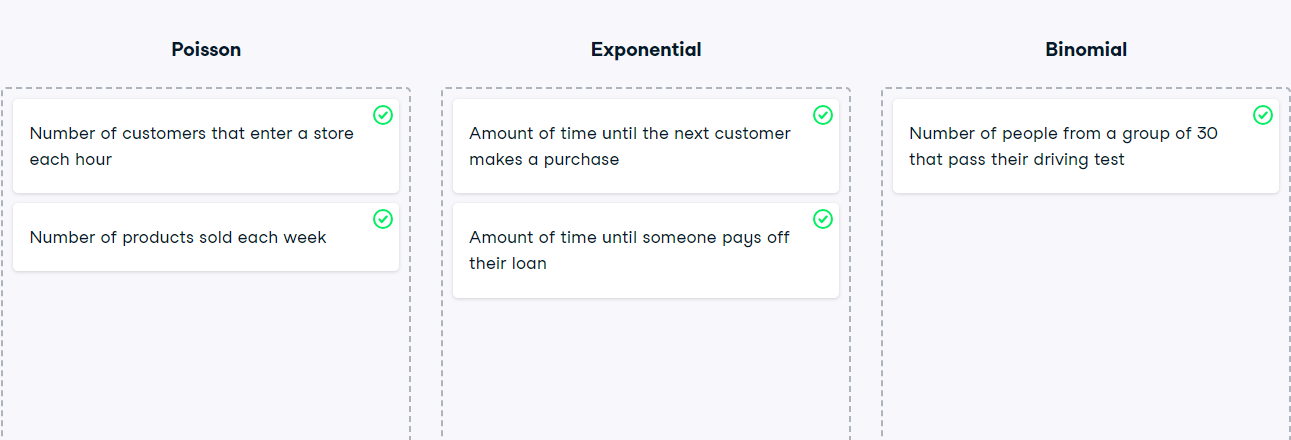 Poisson
Exponential
Binomial
Number of customers that enter a store
each hour
Number of products sold each week
Amount of time until the next customer
makes a purchase
Amount of time until someone pays off
their loan
Number of people from a group of 30
that pass their driving test